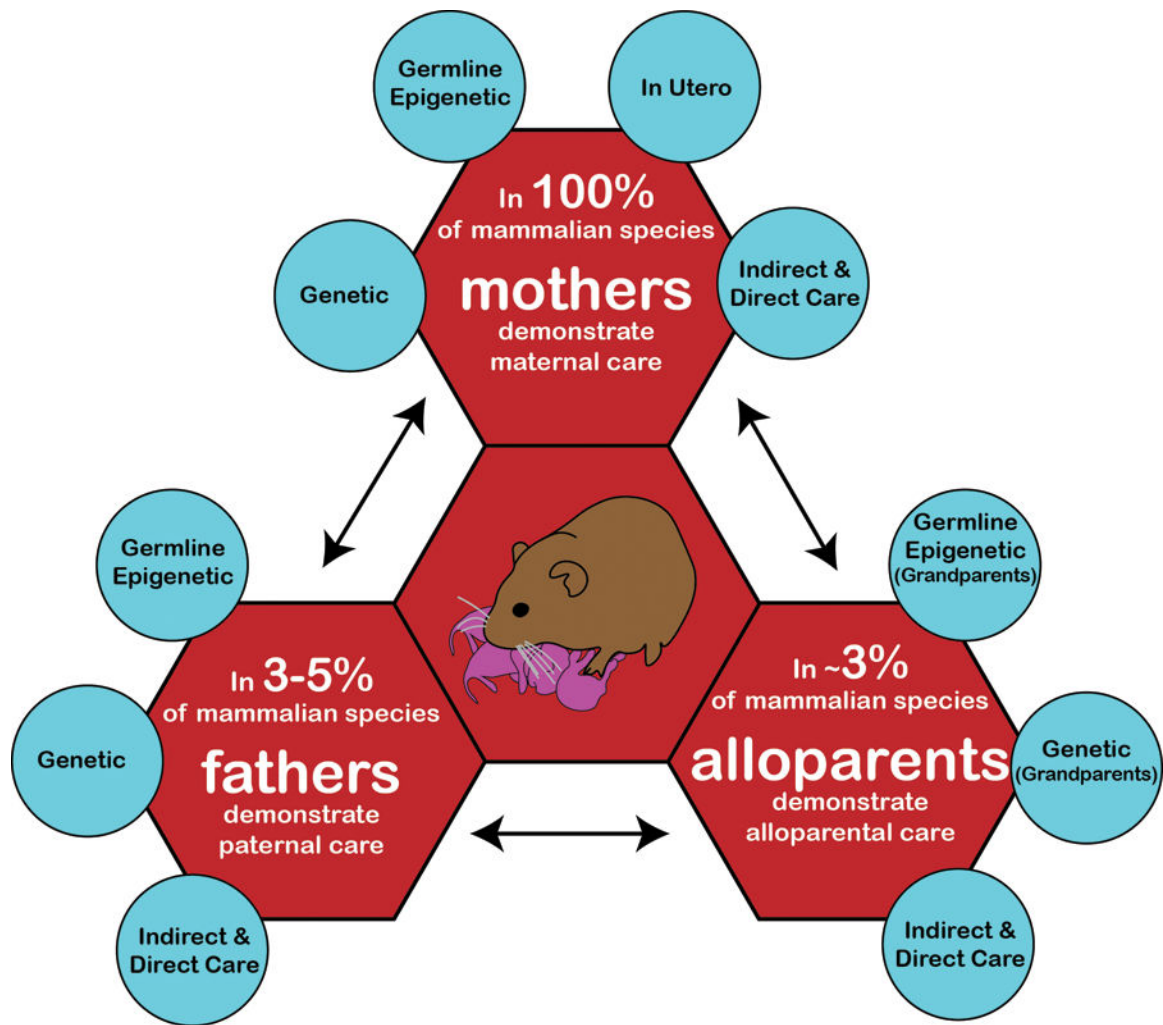 Germline
Epigenetic
In Utero
In 100%
of mammalian species
mothers
demonstrate
maternal care
Genetic
Indirect &
Direct Care
Germline
Epigenetic
In 3-5%
of mammalian species
fathers
demonstrate
paternal care
Genetic
Indirect &
Direct Care
Germline
Epigenetic
(Grandparents)
In ~3%
of mammalian species
alloparents
demonstrate
alloparental care
Genetic
(Grandparents)
Indirect &
Direct Care